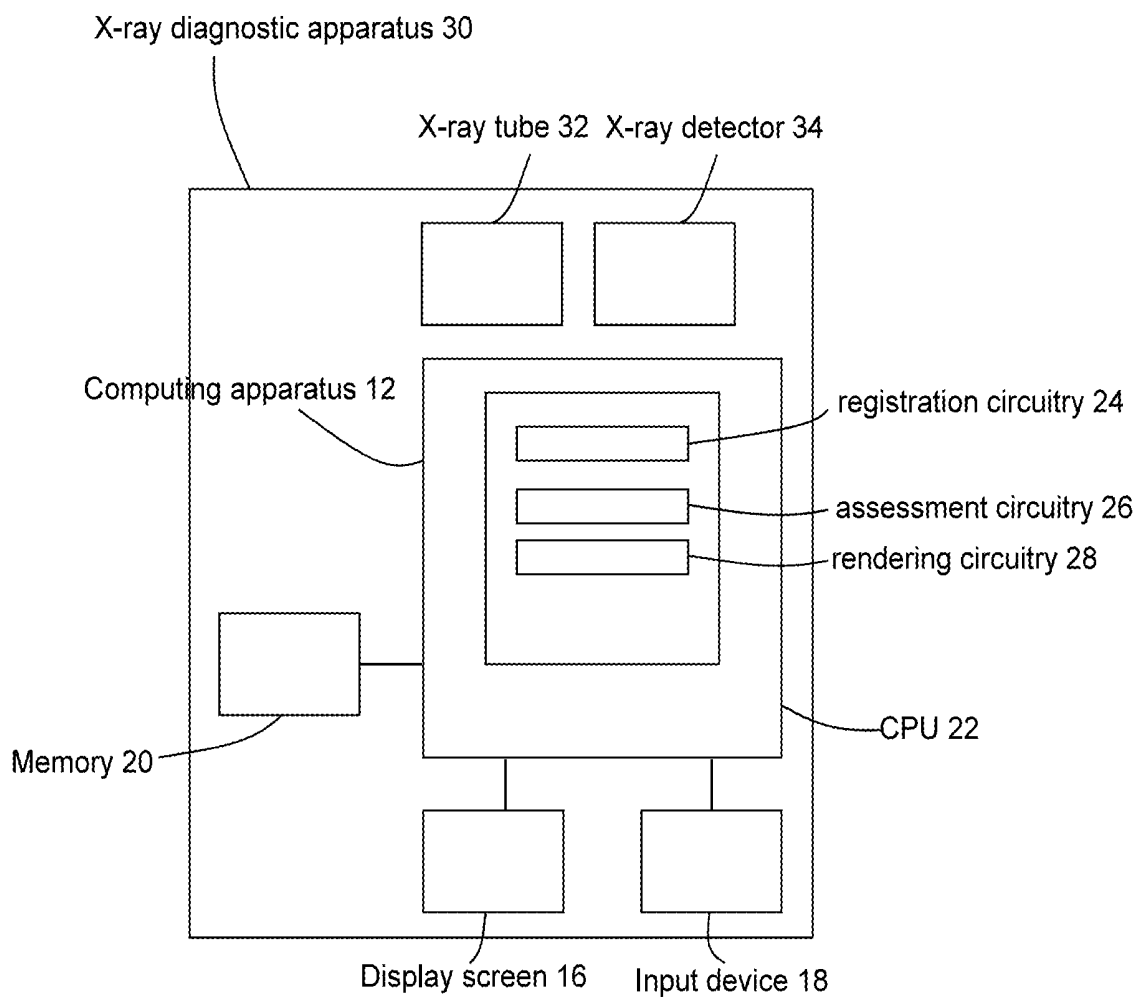 X-ray diagnostic apparatus 30
X-ray tube 32
X-ray detector 34
Computing apparatus 12
registration circuitry 24
assessment circuitry 26
rendering circuitry 28
CPU 22
Memory 20
Display screen 16
Input device 18